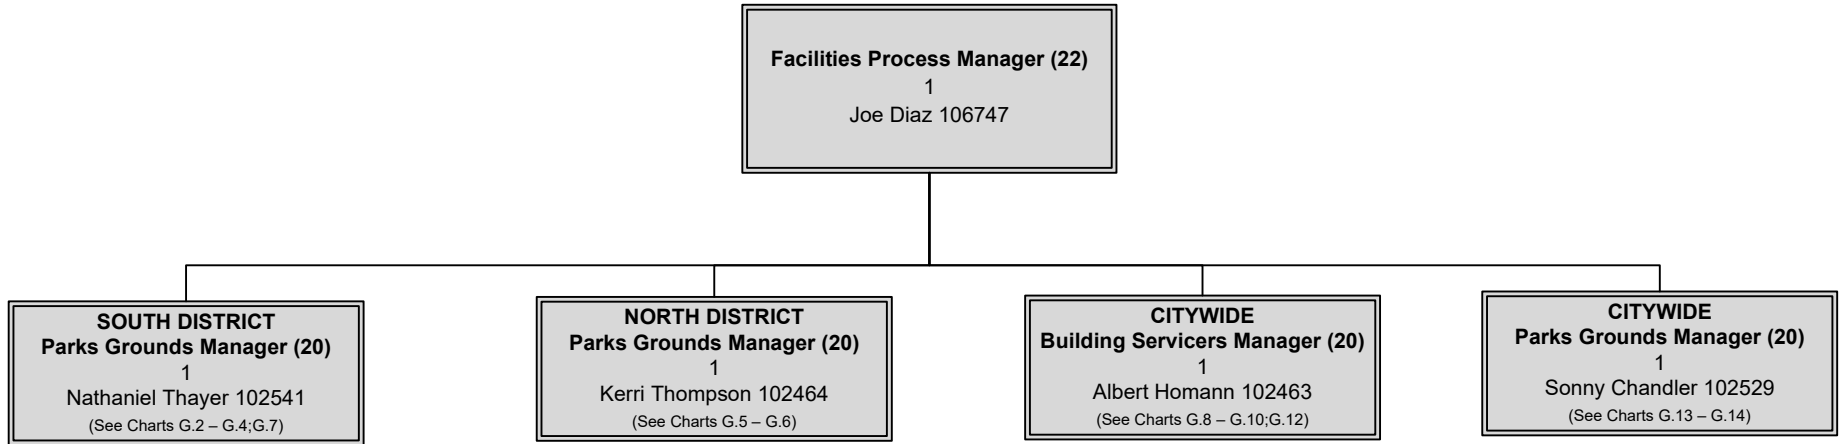 Facilities Process Manager (22)
1
Joe Diaz 106747
SOUTH DISTRICT
Parks Grounds Manager (20)
1
Nathaniel Thayer 102541
(See Charts G.2 – G.4;G.7)
NORTH DISTRICT
Parks Grounds Manager (20)
1
Kerri Thompson 102464
(See Charts G.5 – G.6)
CITYWIDE
Building Servicers Manager (20)
1
Albert Homann 102463
(See Charts G.8 – G.10;G.12)
CITYWIDE
Parks Grounds Manager (20)
1
Sonny Chandler 102529
(See Charts G.13 – G.14)